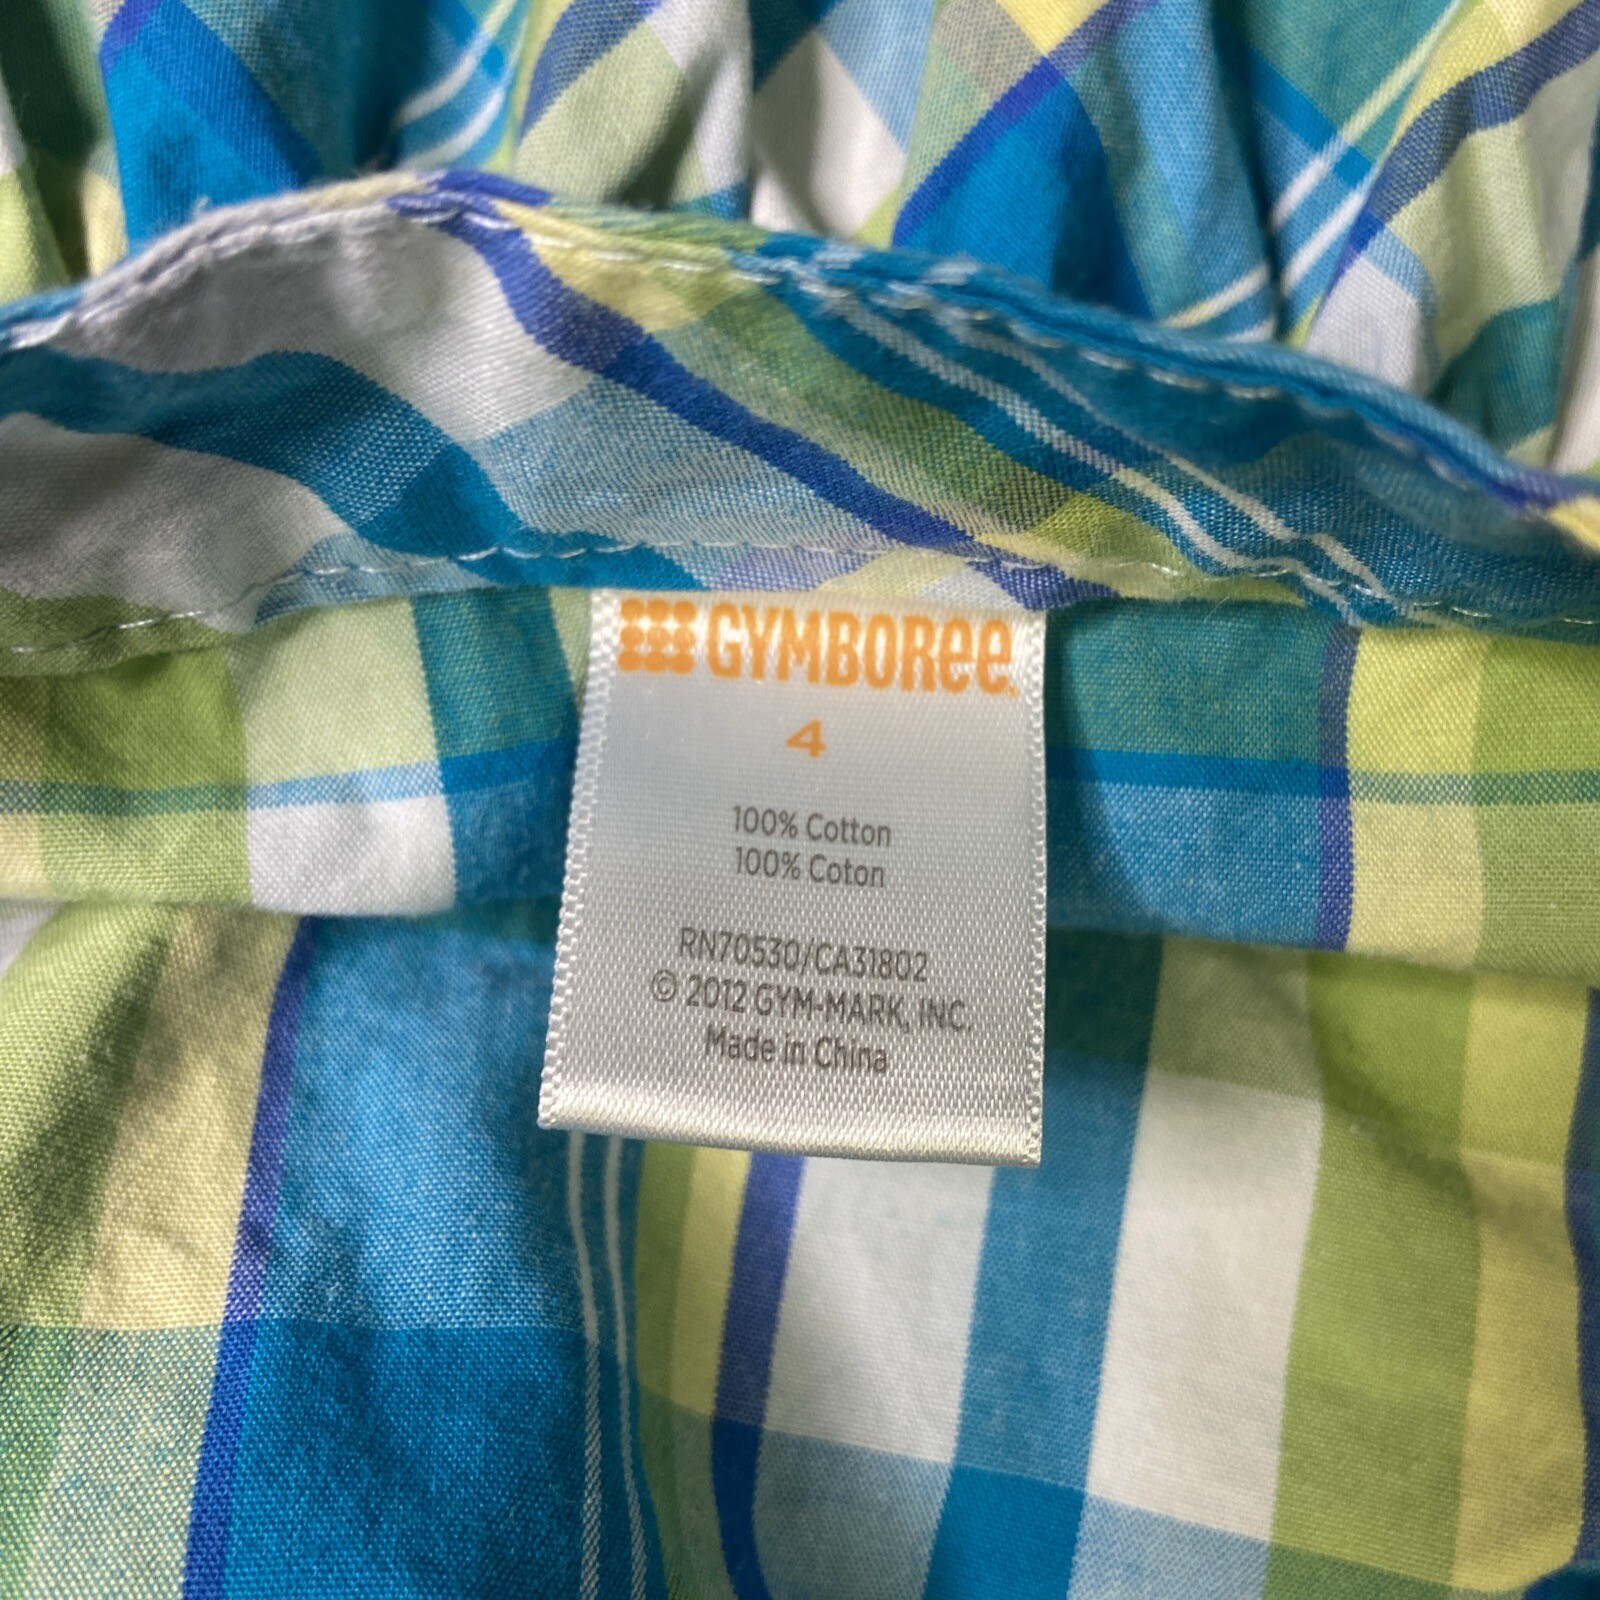 GYMBOREE
4
100% Cotton
100% Coton
RN70530/CA31802
© 2012 GYM-MARK, INC.
Made in China